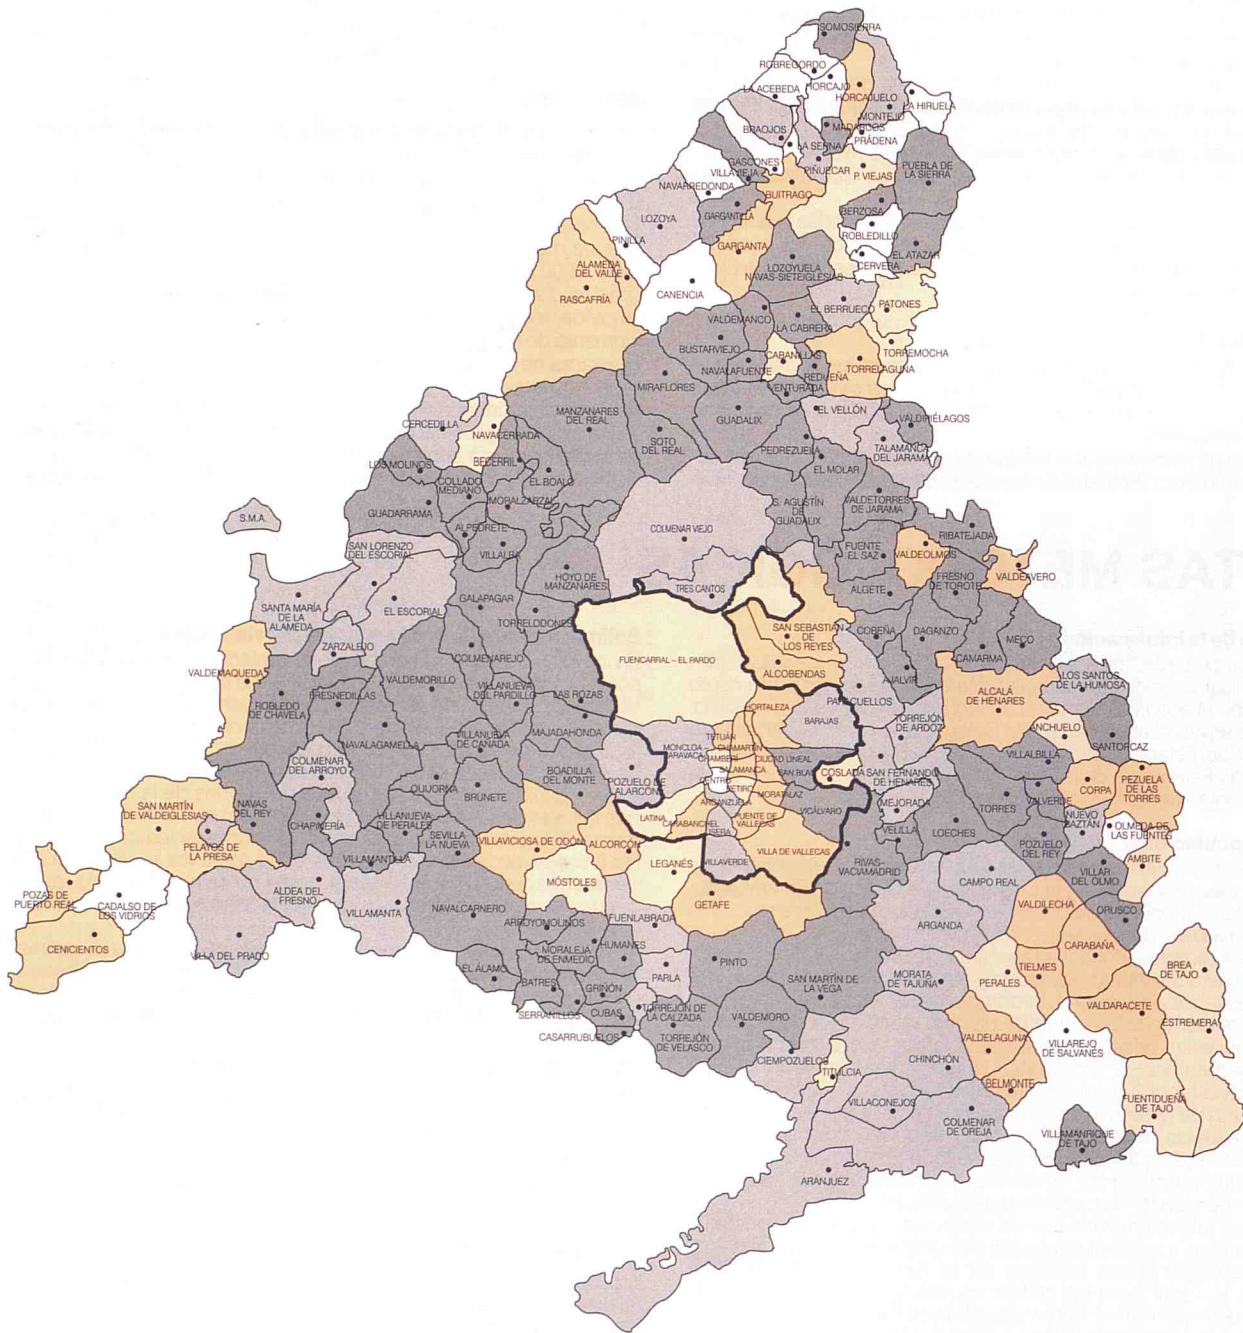 SOMOSIERRA
ROBREGORDO
HORCAJO
LA ACEBEDA
HORCAJUELO
MONTEJO
LA HIRUELA
BRAOJOS
MADARCOS
PRÁDENA
LA SERNA
GASCONES
PIÑUECAR
VILLAVIEJA
P. VIEJAS
PUEBLA DE
LA SIERRA
NAVARREDONDA
BUITRAGO
LOZOYA
GARGANTILLA
BERZOSA
ROBLEDILLO
PINILLA
GARGANTA
EL ATAZAR
CERVERA
ALAMEDA
DEL VALLE
RASCAFRÍA
LOZOYUELA
NAVAS-SIETEIGLESIAS
CANENCIA
EL BERRUECO
PATONES
VALDEMANCO
LA CABRERA
BUSTARVIEJO
CABANILLAS
TORREMOCHA
NAVALAFUENTE
TORRELAGUNA
REDUEÑA
MIRAFLORES
VENTURADA
CERCEDILLA
MANZANARES
DEL REAL
GUADALIX
EL VELLÓN
NAVACERRADA
SOTO
DEL REAL
PEDREZUELA
TALAMANCA
DEL JARAMA
BECERRIL
LOS MOLINOS
EL MOLAR
COLLADO
MEDIANO
EL BOALO
MORALZARZAL
S. AGUSTÍN
DE
GUADALIX
VALDETORRES
DE JARAMA
GUADARRAMA
S.M.A.
ALPEDRETE
COLMENAR VIEJO
RIBATEJADA
SAN LORENZO
DEL ESCORIAL
VILLALBA
FUENTE
EL SAZ
VALDEOLMOS
HOYO DE
MANZANARES
FRESNO
DE TOROTE
VALDEAVERO
TRES CANTOS
ALGETE
SANTA MARÍA
DE LA
ALAMEDA
EL ESCORIAL
GALAPAGAR
TORRELODONES
SAN SEBASTIÁN
DE
LOS REYES
COBEÑA
DAGANZO
MECO
ZARZALEJO
COLMENAREJO
FUENCARRAL – EL PARDO
CAMARMA
VALDEMAQUEDA
ALCOBENDAS
AJALVIR
VALDEMORILLO
VILLANUEVA
DEL PARDILLO
LAS ROZAS
LOS SANTOS
DE LA HUMOSA
FRESNEDILLAS
ALCALÁ
DE HENARES
ROBLEDO
DE CHAVELA
HORTALEZA
PARACUELLOS
BARAJAS
TORREJÓN
DE ARDOZ
ANCHUELO
NAVALAGAMELLA
VILLANUEVA
DE CAÑADA
MAJADAHONDA
TETUÁN
CHAMARTÍN
MONCLOA -
ARAVACA
CHAMBERÍ
CIUDAD LINEAL
VILLALBILLA
SANTORCAZ
COLMENAR
DEL ARROYO
BOADILLA
DEL MONTE
SALAMANCA
SAN BLAS
COSLADA
SAN FERNANDO
DE HENARES
POZUELO DE
ALARCÓN
CENTRO
RETIRO
MORATALAZ
CORPA
PEZUELA
DE LAS
TORRES
QUIJORNA
BRUNETE
SAN MARTÍN
DE VALDEIGLESIAS
NAVAS
DEL REY
ARGANZUELA
VICÁLVARO
MEJORADA
TORRES
VALVERDE
NUEVO
BAZTÁN
CHAPINERÍA
VILLANUEVA
DE PERALES
LATINA
CARABANCHEL
PUENTE DE
VALLECAS
OLMEDA DE
LAS FUENTES
SEVILLA
LA NUEVA
VELILLA
LOECHES
PELAYOS DE
LA PRESA
VILLAVICIOSA DE ODÓN
ALCORCÓN
POZUELO
DEL REY
VILLA DE VALLECAS
VILLAMANTILLA
LEGANÉS
VILLAVERDE
RIVAS-
VACIAMADRID
AMBITE
VILLAR
DEL OLMO
POZAS DE
PUERTO REAL
CADALSO DE
LOS VIDRIOS
ALDEA DEL
FRESNO
MÓSTOLES
CAMPO REAL
VILLAMANTA
NAVALCARNERO
GETAFE
VALDILECHA
ORUSCO
FUENLABRADA
ARGANDA
ARROYOMOLINOS
CENICIENTOS
VILLA DEL PRADO
MORALEJA
DE ENMEDIO
HUMANES
CARABAÑA
PINTO
EL ÁLAMO
PARLA
SAN MARTÍN DE
LA VEGA
MORATA
DE TAJUÑA
PERALES
TIELMES
BREA
DE TAJO
BATRES
GRIÑÓN
SERRANILLOS
CUBAS
TORREJÓN DE
LA CALZADA
VALDEMORO
VALDARACETE
ESTREMERA
CASARRUBUELOS
TORREJÓN
DE VELASCO
VALDELAGUNA
VILLAREJO
DE SALVANÉS
CIEMPOZUELOS
CHINCHÓN
TITULCIA
BELMONTE
FUENTIDUEÑA
DE TAJO
VILLACONEJOS
COLMENAR
DE OREJA
VILLAMANRIQUE
DE TAJO
ARANJUEZ